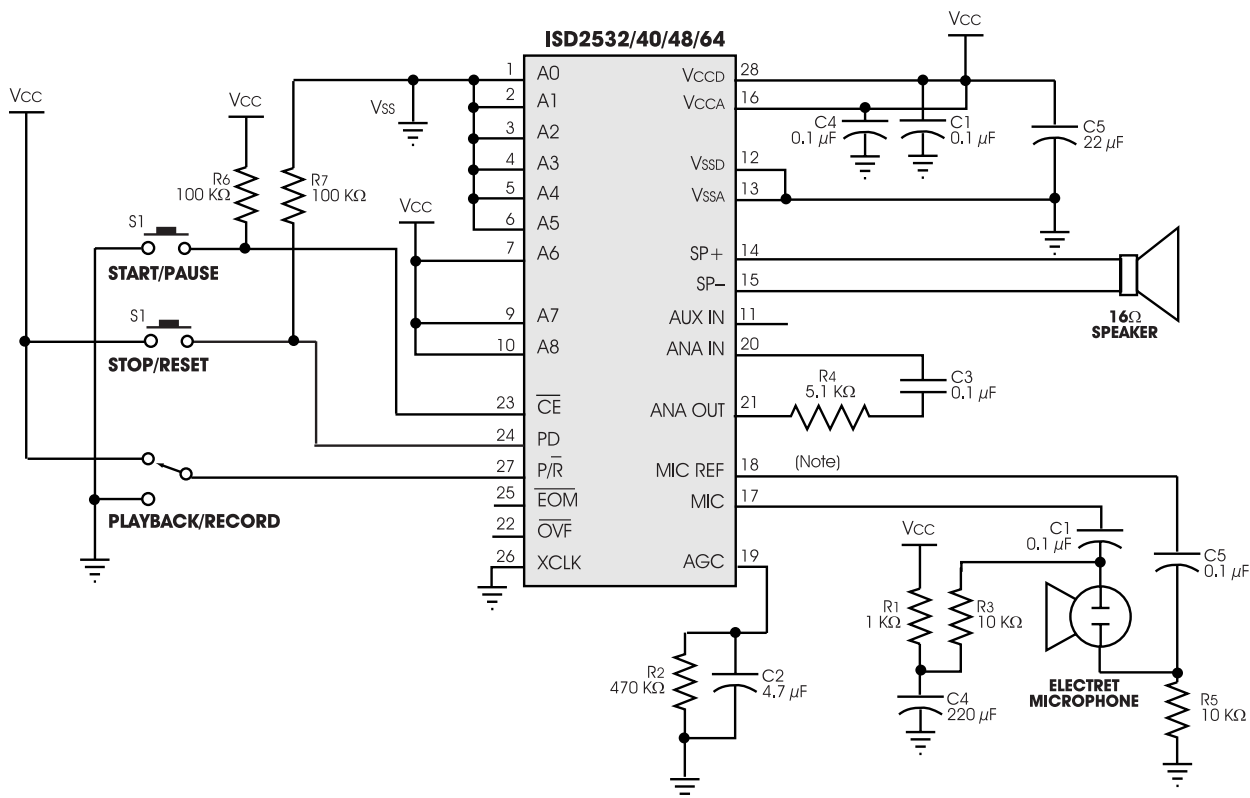 ISD2532/40/48/64
VCC
VCC
VCC
VSS
R6
100 KΩ
R7
100 KΩ
S1
START/PAUSE
S1
STOP/RESET
PLAYBACK/RECORD
VCC
1 A0
2 A1
3 A2
4 A3
5 A4
6 A5
7 A6
9 A7
10 A8
23 CE
24 PD
27 P/R
25 EOM
22 OVF
26 XCLK
VCCD 28
VCCA 16
VSSD 12
VSSA 13
SP+ 14
SP– 15
AUX IN 11
ANA IN 20
ANA OUT 21
MIC REF 18 (Note)
MIC 17
AGC 19
C4
0.1 µF
C1
0.1 µF
C5
22 µF
16Ω
SPEAKER
R4
5.1 KΩ
C3
0.1 µF
C1
0.1 µF
C5
0.1 µF
VCC
R1
1 KΩ
R3
10 KΩ
ELECTRET
MICROPHONE
C4
220 µF
R5
10 KΩ
R2
470 KΩ
C2
4.7 µF